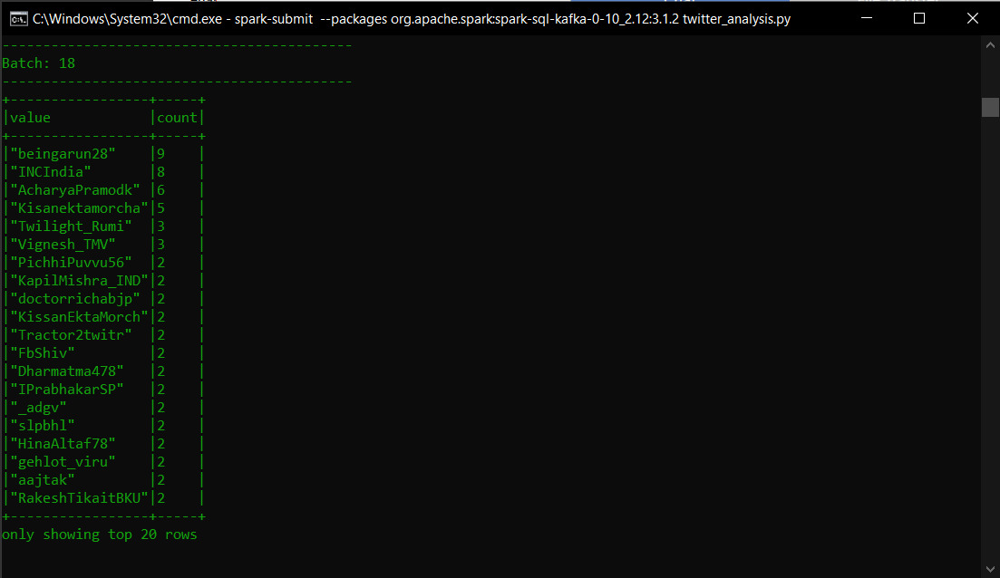 C:\Windows\System32\cmd.exe - spark-submit --packages org.apache.spark:spark-sql-kafka-0-10_2.12:3.1.2 twitter_analysis.py
-------------------------------------------
Batch: 18
-------------------------------------------
+-----------------+-----+
|value            |count|
+-----------------+-----+
|"beingarun28"    |9    |
|"INCIndia"       |8    |
|"AcharyaPramodk" |6    |
|"Kisanektamorcha"|5    |
|"Twilight_Rumi"  |3    |
|"Vignesh_TMV"    |3    |
|"PichhiPuvvu56"  |2    |
|"KapilMishra_IND"|2    |
|"doctorrichabjp" |2    |
|"KissanEktaMorch"|2    |
|"Tractor2twitr"  |2    |
|"FbShiv"         |2    |
|"Dharmatma478"   |2    |
|"IPrabhakarSP"   |2    |
|"_adgv"          |2    |
|"slpbhl"         |2    |
|"HinaAltaf78"    |2    |
|"gehlot_viru"    |2    |
|"aajtak"         |2    |
|"RakeshTikaitBKU"|2    |
+-----------------+-----+
only showing top 20 rows